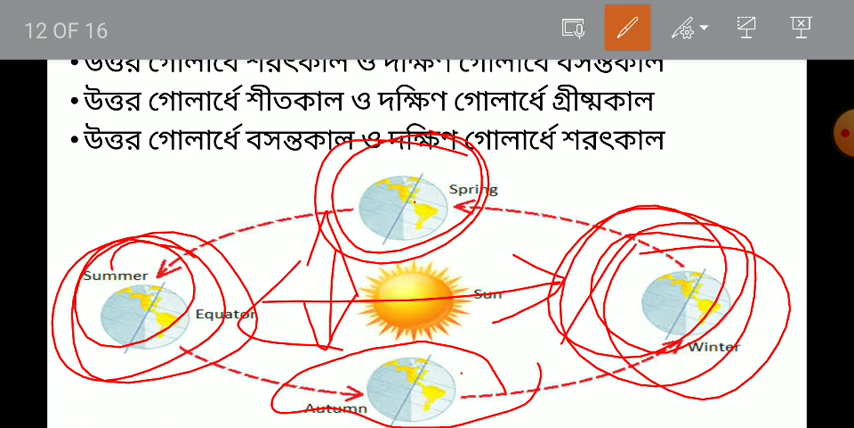 12 OF 16
• উত্তর গোলার্ধে শরৎকাল ও দক্ষিণ গোলার্ধে বসন্তকাল
• উত্তর গোলার্ধে শীতকাল ও দক্ষিণ গোলার্ধে গ্রীষ্মকাল
• উত্তর গোলার্ধে বসন্তকাল ও দক্ষিণ গোলার্ধে শরৎকাল
Spring
Summer
Sun
Equator
Winter
Autumn